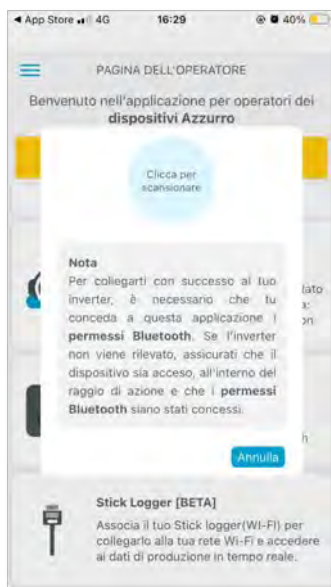 ◀ App Store 4G 16:29 40%
PAGINA DELL'OPERATORE
Benvenuto nell'applicazione per operatori dei
dispositivi Azzurro
Clicca per
scansionare
Nota
Per collegarti con successo al tuo
inverter, è necessario che tu
conceda a questa applicazione i
permessi Bluetooth. Se l'inverter
non viene rilevato, assicurati che il
dispositivo sia acceso, all'interno del
raggio di azione e che i permessi
Bluetooth siano stati concessi.
Annulla
Stick Logger [BETA]
Associa il tuo Stick logger(WI-FI) per
collegarlo alla tua rete Wi-Fi e accedere
ai dati di produzione in tempo reale.